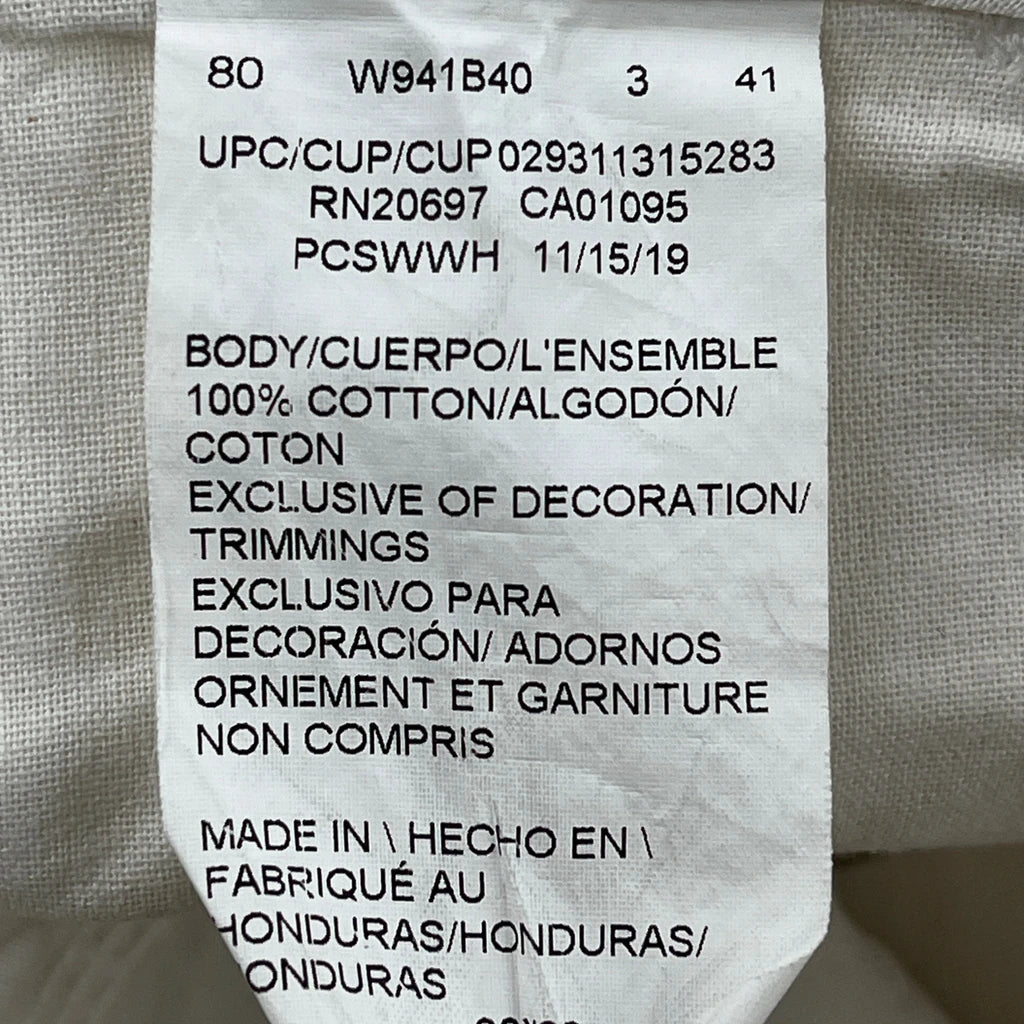 80 W941B40 3 41
UPC/CUP/CUP 029311315283
RN20697 CA01095
PCSWWH 11/15/19
BODY/CUERPO/L'ENSEMBLE
100% COTTON/ALGODÓN/
COTON
EXCLUSIVE OF DECORATION/
TRIMMINGS
EXCLUSIVO PARA
DECORACIÓN/ ADORNOS
ORNEMENT ET GARNITURE
NON COMPRIS
MADE IN \ HECHO EN \
FABRIQUÉ AU
HONDURAS/HONDURAS/
ONDURAS